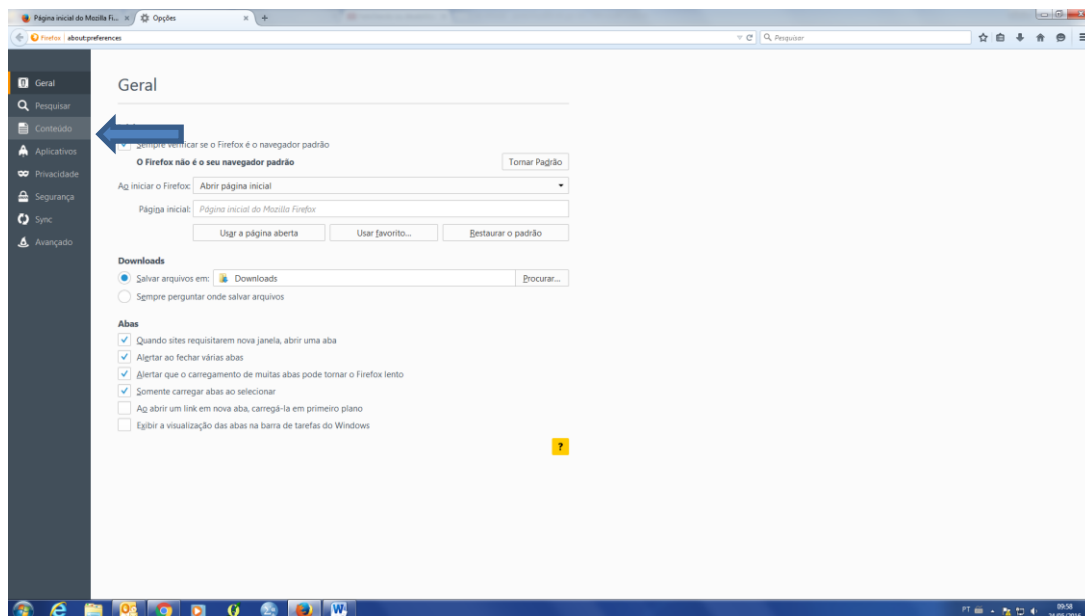 Página inicial do Mozilla Fi...
Opções
Firefox about:preferences
Pesquisar
Geral
Pesquisar
Conteúdo
Aplicativos
Privacidade
Segurança
Sync
Avançado
Geral
Sempre verificar se o Firefox é o navegador padrão
O Firefox não é o seu navegador padrão
Tornar Padrão
Ao iniciar o Firefox: Abrir página inicial
Página inicial: Página inicial do Mozilla Firefox
Usar a página aberta
Usar favorito...
Restaurar o padrão
Downloads
Salvar arquivos em: Downloads
Procurar...
Sempre perguntar onde salvar arquivos
Abas
Quando sites requisitarem nova janela, abrir uma aba
Alertar ao fechar várias abas
Alertar que o carregamento de muitas abas pode tornar o Firefox lento
Somente carregar abas ao selecionar
Ao abrir um link em nova aba, carregá-la em primeiro plano
Exibir a visualização das abas na barra de tarefas do Windows
?
PT
09:58